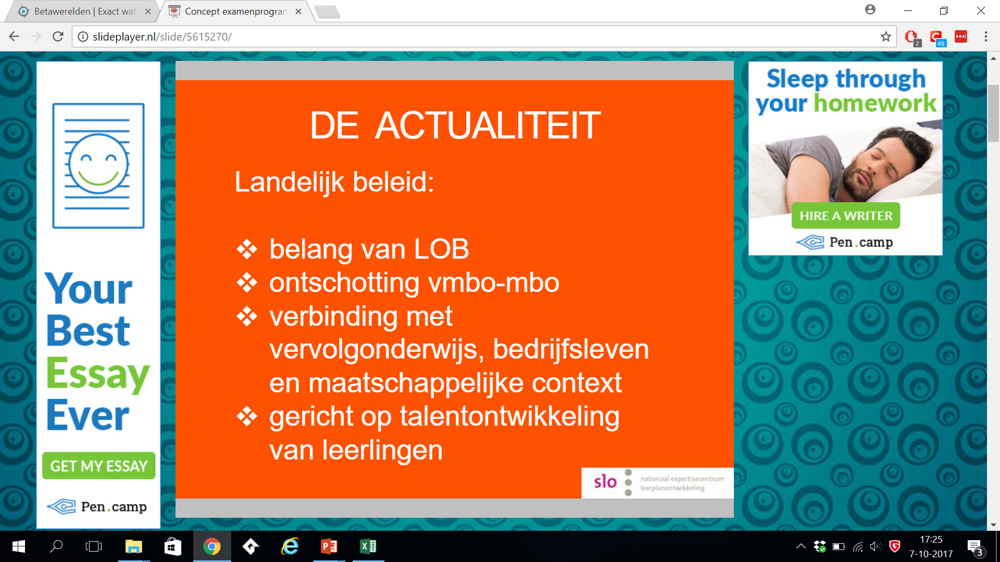 Betawerelden | Exact wat
Concept examenprogram
slideplayer.nl/slide/5615270/
2
49
Your
Best
Essay
Ever
GET MY ESSAY
Pen.camp
DE ACTUALITEIT
Landelijk beleid:
❖ belang van LOB
❖ ontschotting vmbo-mbo
❖ verbinding met
vervolgonderwijs, bedrijfsleven
en maatschappelijke context
❖ gericht op talentontwikkeling
van leerlingen
slo
nationaal expertisecentrum
leerplanontwikkeling
Sleep through
your homework
HIRE A WRITER
Pen.camp
17:25
7-10-2017
3